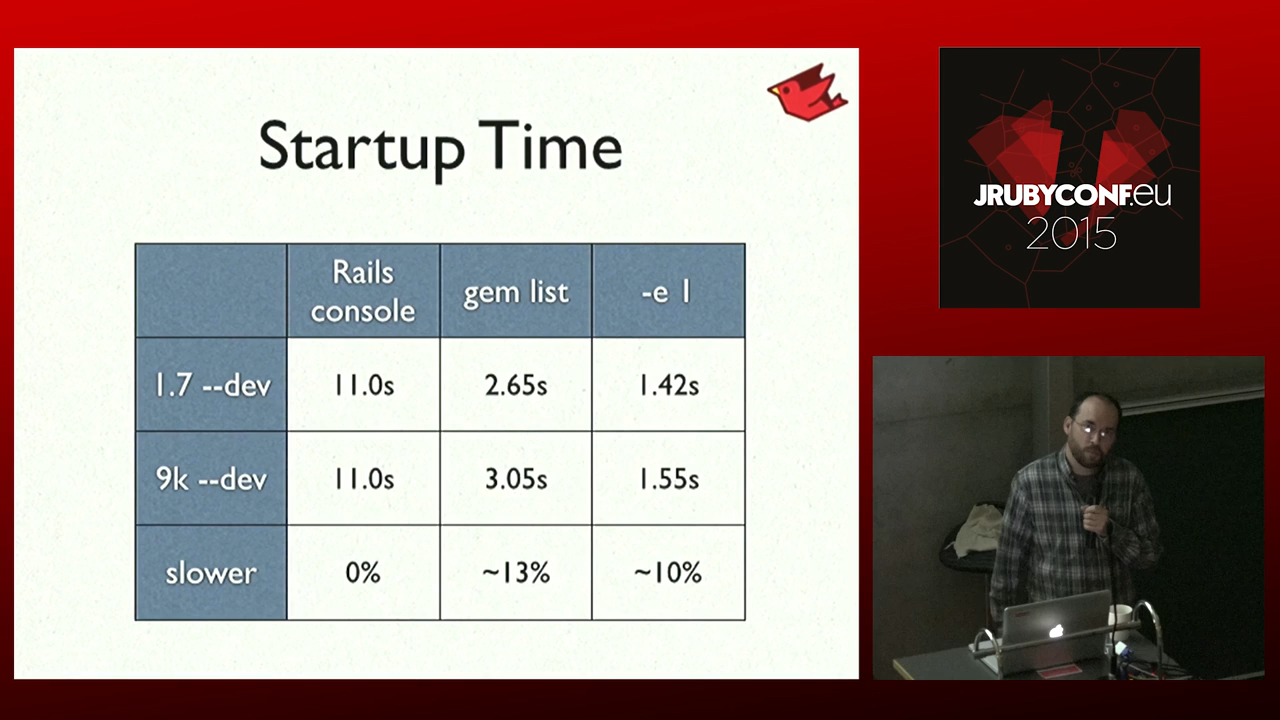 Startup Time
Rails console
gem list
-e 1
1.7 --dev
11.0s
2.65s
1.42s
9k --dev
11.0s
3.05s
1.55s
slower
0%
~13%
~10%
JRUBYCONF.eu
2015